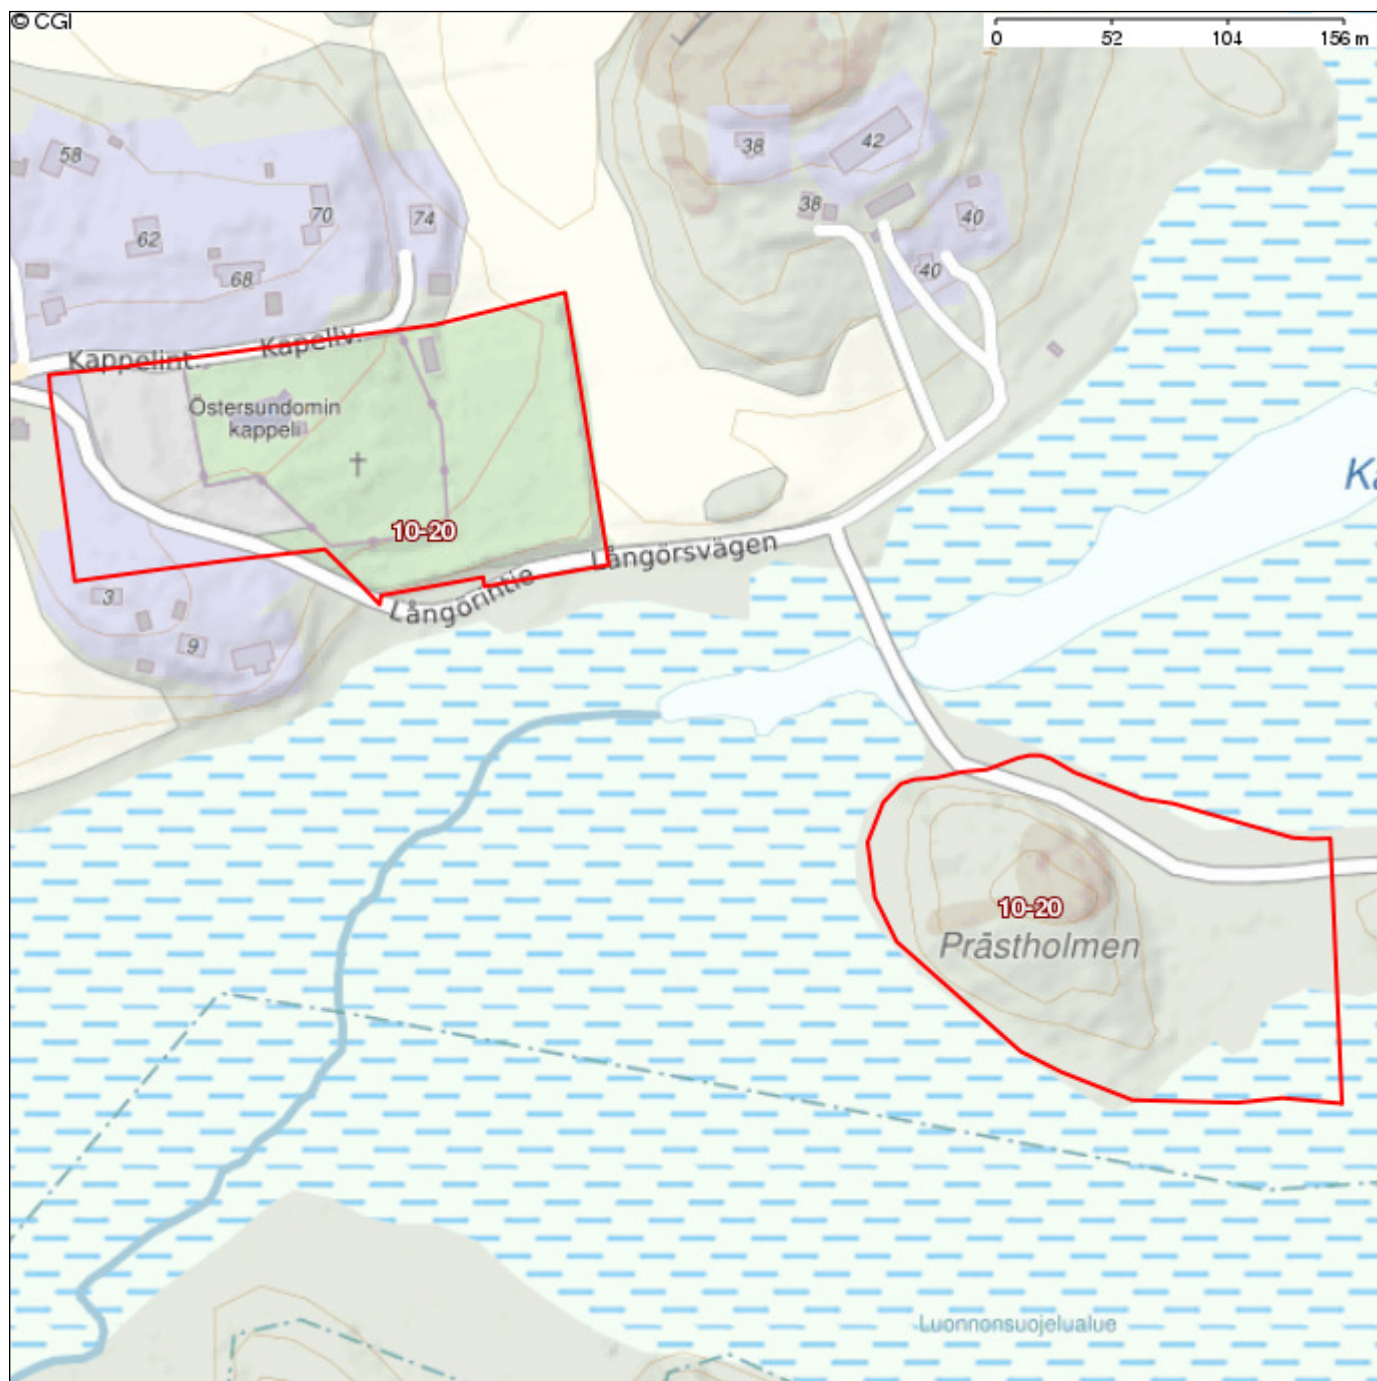 © CGI
0 52 104 156 m
58
38
42
38
40
62
70
74
68
40
Kappelint. Kapellv.
Östersundomin
kappeli
10-20
Långörintie Långörsvägen
3
9
10-20
Prästholmen
Luonnonsuojelualue